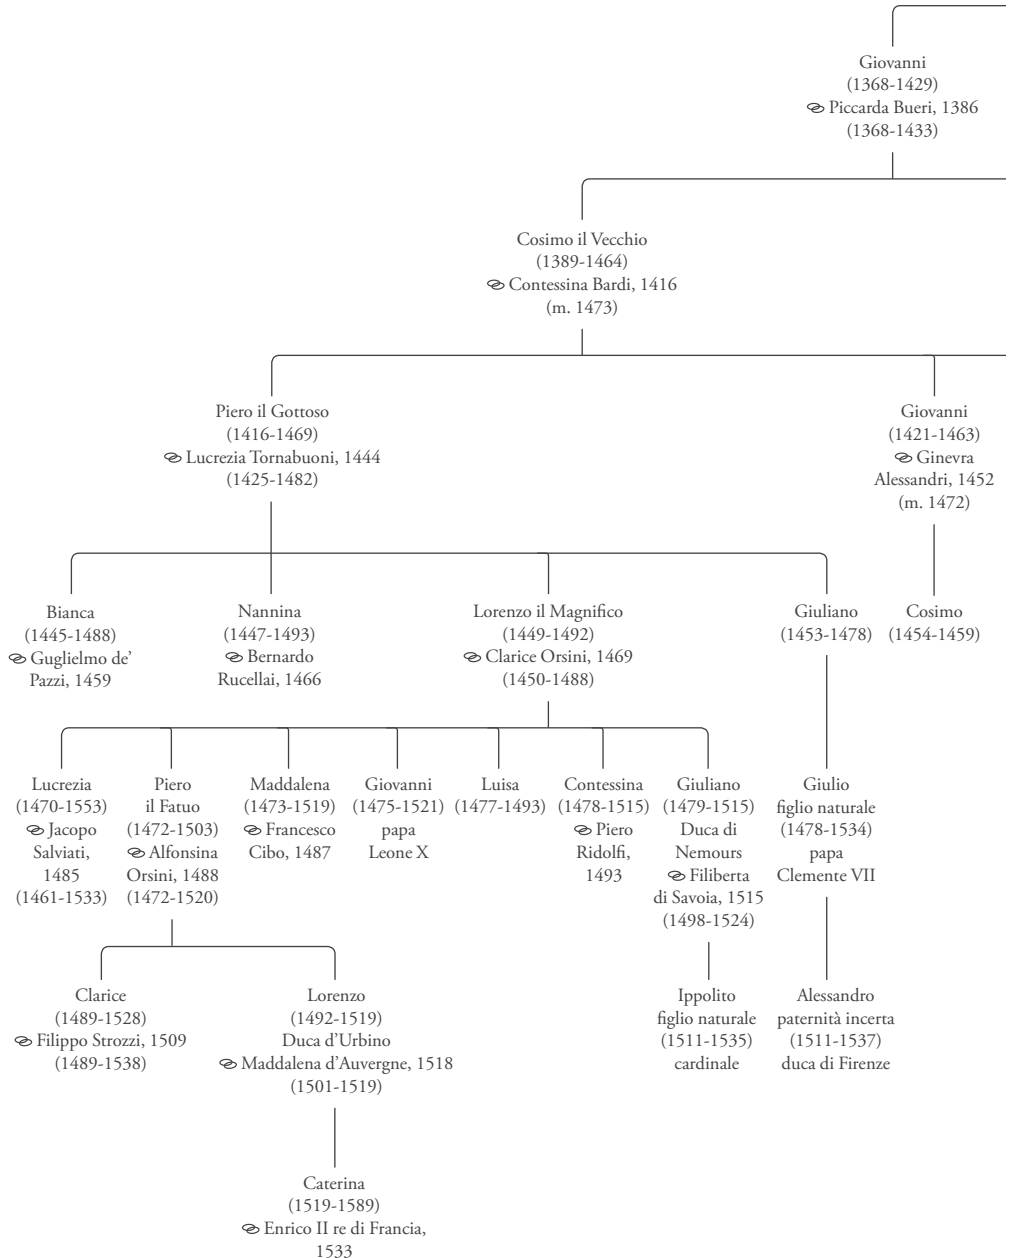 Giovanni
(1368-1429)
⚭ Piccarda Bueri, 1386
(1368-1433)
Cosimo il Vecchio
(1389-1464)
⚭ Contessina Bardi, 1416
(m. 1473)
Piero il Gottoso
(1416-1469)
⚭ Lucrezia Tornabuoni, 1444
(1425-1482)
Giovanni
(1421-1463)
⚭ Ginevra
Alessandri, 1452
(m. 1472)
Bianca
(1445-1488)
⚭ Guglielmo de’
Pazzi, 1459
Nannina
(1447-1493)
⚭ Bernardo
Rucellai, 1466
Lorenzo il Magnifico
(1449-1492)
⚭ Clarice Orsini, 1469
(1450-1488)
Giuliano
(1453-1478)
Cosimo
(1454-1459)
Lucrezia
(1470-1553)
⚭ Jacopo
Salviati,
1485
(1461-1533)
Piero
il Fatuo
(1472-1503)
⚭ Alfonsina
Orsini, 1488
(1472-1520)
Maddalena
(1473-1519)
⚭ Francesco
Cibo, 1487
Giovanni
(1475-1521)
papa
Leone X
Luisa
(1477-1493)
Contessina
(1478-1515)
⚭ Piero
Ridolfi,
1493
Giuliano
(1479-1515)
Duca di
Nemours
⚭ Filiberta
di Savoia, 1515
(1498-1524)
Giulio
figlio naturale
(1478-1534)
papa
Clemente VII
Clarice
(1489-1528)
⚭ Filippo Strozzi, 1509
(1489-1538)
Lorenzo
(1492-1519)
Duca d’Urbino
⚭ Maddalena d’Auvergne, 1518
(1501-1519)
Ippolito
figlio naturale
(1511-1535)
cardinale
Alessandro
paternità incerta
(1511-1537)
duca di Firenze
Caterina
(1519-1589)
⚭ Enrico II re di Francia,
1533